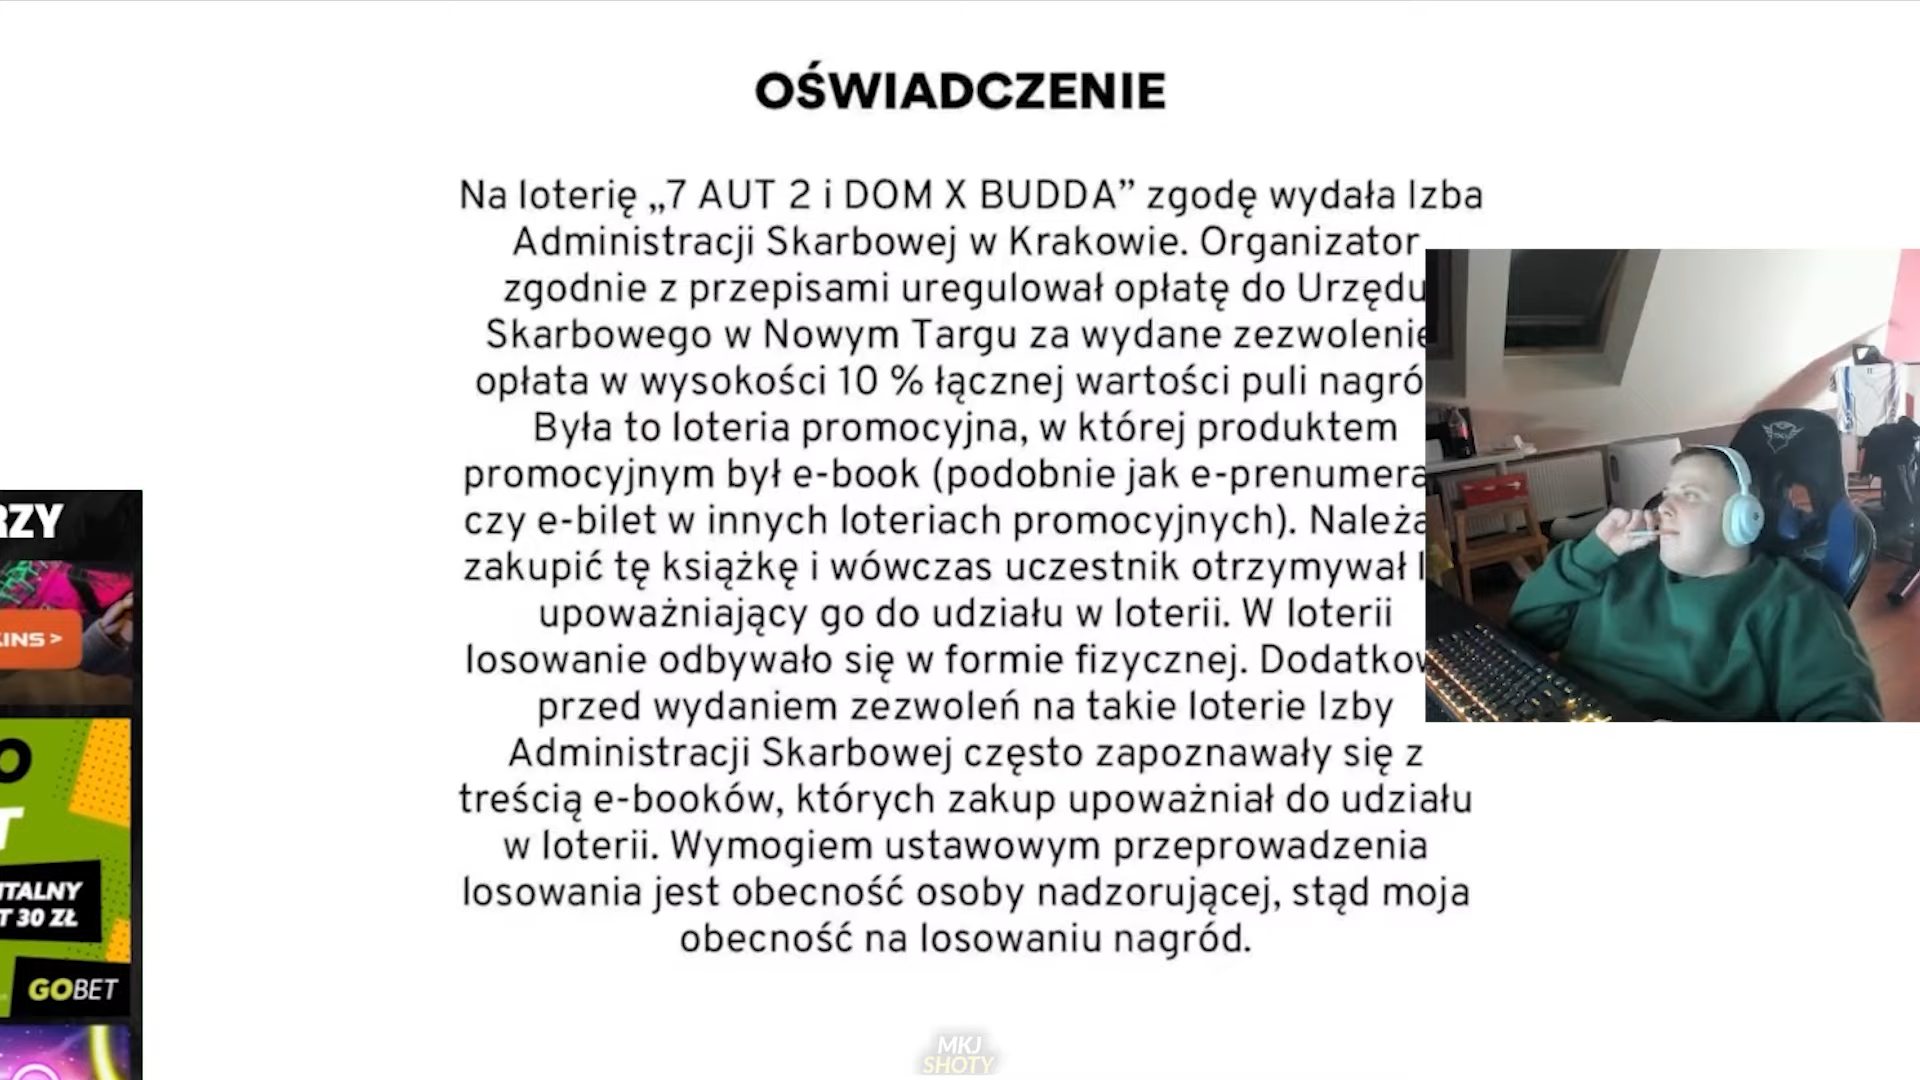 OŚWIADCZENIE
Na loterię „7 AUT 2 i DOM X BUDDA” zgodę wydała Izba
Administracji Skarbowej w Krakowie. Organizator
zgodnie z przepisami uregulował opłatę do Urzędu
Skarbowego w Nowym Targu za wydane zezwolenie
opłata w wysokości 10 % łącznej wartości puli nagró
Była to loteria promocyjna, w której produktem
promocyjnym był e-book (podobnie jak e-prenumera
czy e-bilet w innych loteriach promocyjnych). Należa
zakupić tę książkę i wówczas uczestnik otrzymywał l
upoważniający go do udziału w loterii. W loterii
losowanie odbywało się w formie fizycznej. Dodatkow
przed wydaniem zezwoleń na takie loterie Izby
Administracji Skarbowej często zapoznawały się z
treścią e-booków, których zakup upoważniał do udziału
w loterii. Wymogiem ustawowym przeprowadzenia
losowania jest obecność osoby nadzorującej, stąd moja
obecność na losowaniu nagród.
RZY
KINS >
O
T
ITALNY
T 30 ZŁ
GOBET
MKJ
SHOTY